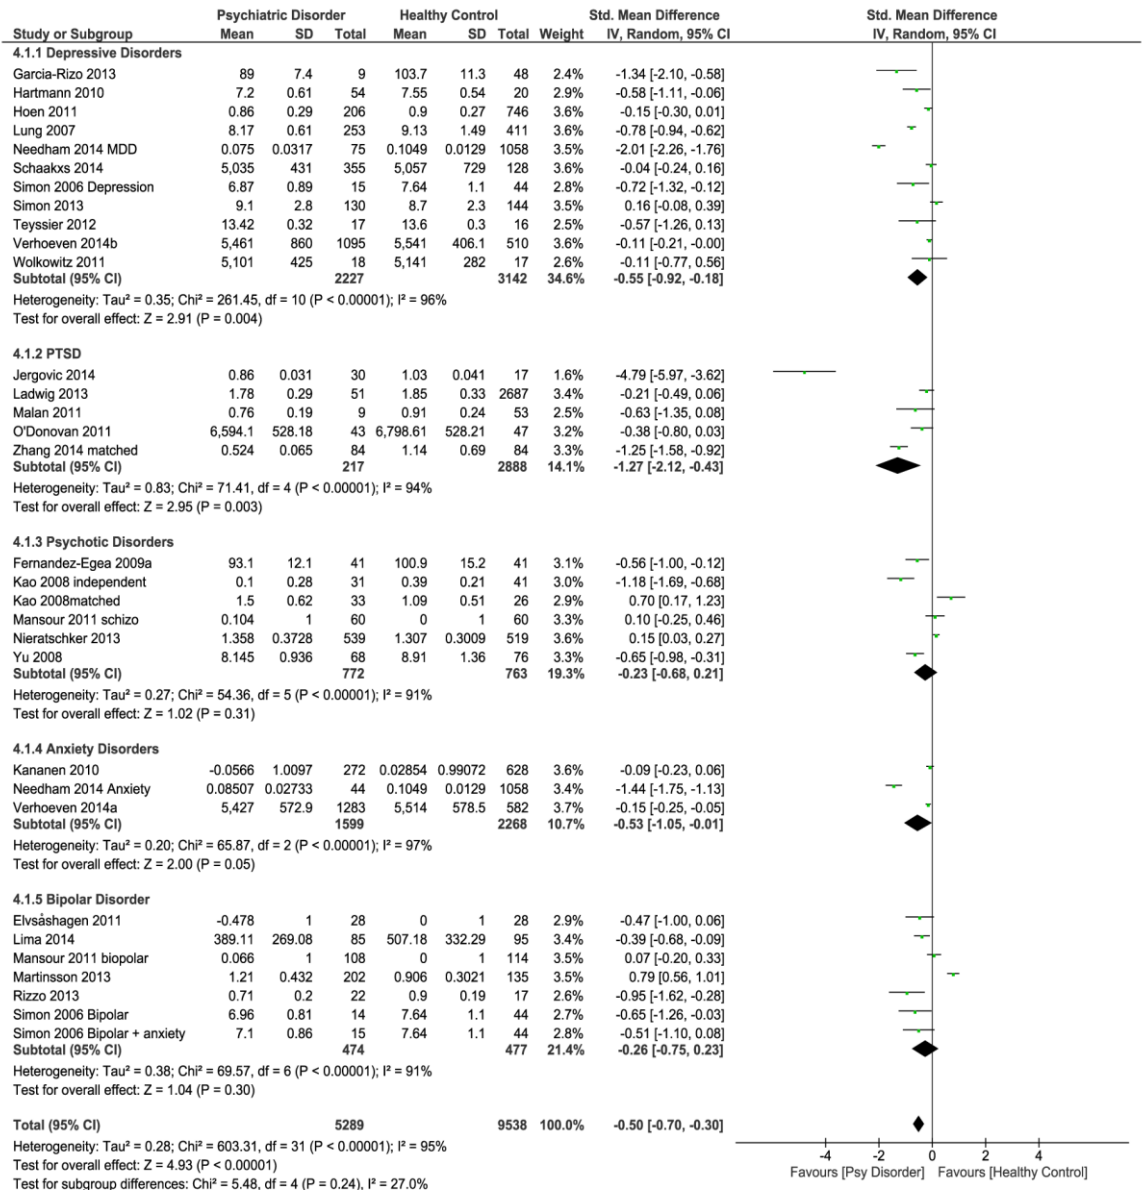 Psychiatric Disorder Healthy Control Std. Mean Difference Std. Mean Difference
Study or Subgroup Mean SD Total Mean SD Total Weight IV, Random, 95% CI IV, Random, 95% CI
4.1.1 Depressive Disorders
Garcia-Rizo 2013 89 7.4 9 103.7 11.3 48 2.4% -1.34 [-2.10, -0.58]
Hartmann 2010 7.2 0.61 54 7.55 0.54 20 2.9% -0.58 [-1.11, -0.06]
Hoen 2011 0.86 0.29 206 0.9 0.27 746 3.6% -0.15 [-0.30, 0.01]
Lung 2007 8.17 0.61 253 9.13 1.49 411 3.6% -0.78 [-0.94, -0.62]
Needham 2014 MDD 0.075 0.0317 75 0.1049 0.0129 1058 3.5% -2.01 [-2.26, -1.76]
Schaakxs 2014 5,035 431 355 5,057 729 128 3.6% -0.04 [-0.24, 0.16]
Simon 2006 Depression 6.87 0.89 15 7.64 1.1 44 2.8% -0.72 [-1.32, -0.12]
Simon 2013 9.1 2.8 130 8.7 2.3 144 3.5% 0.16 [-0.08, 0.39]
Teyssier 2012 13.42 0.32 17 13.6 0.3 16 2.5% -0.57 [-1.26, 0.13]
Verhoeven 2014b 5,461 860 1095 5,541 406.1 510 3.6% -0.11 [-0.21, -0.00]
Wolkowitz 2011 5,101 425 18 5,141 282 17 2.6% -0.11 [-0.77, 0.56]
Subtotal (95% CI) 2227 3142 34.6% -0.55 [-0.92, -0.18]
Heterogeneity: Tau² = 0.35; Chi² = 261.45, df = 10 (P < 0.00001); I² = 96%
Test for overall effect: Z = 2.91 (P = 0.004)
4.1.2 PTSD
Jergovic 2014 0.86 0.031 30 1.03 0.041 17 1.6% -4.79 [-5.97, -3.62]
Ladwig 2013 1.78 0.29 51 1.85 0.33 2687 3.4% -0.21 [-0.49, 0.06]
Malan 2011 0.76 0.19 9 0.91 0.24 53 2.5% -0.63 [-1.35, 0.08]
O'Donovan 2011 6,594.1 528.18 43 6,798.61 528.21 47 3.2% -0.38 [-0.80, 0.03]
Zhang 2014 matched 0.524 0.065 84 1.14 0.69 84 3.3% -1.25 [-1.58, -0.92]
Subtotal (95% CI) 217 2888 14.1% -1.27 [-2.12, -0.43]
Heterogeneity: Tau² = 0.83; Chi² = 71.41, df = 4 (P < 0.00001); I² = 94%
Test for overall effect: Z = 2.95 (P = 0.003)
4.1.3 Psychotic Disorders
Fernandez-Egea 2009a 93.1 12.1 41 100.9 15.2 41 3.1% -0.56 [-1.00, -0.12]
Kao 2008 independent 0.1 0.28 31 0.39 0.21 41 3.0% -1.18 [-1.69, -0.68]
Kao 2008matched 1.5 0.62 33 1.09 0.51 26 2.9% 0.70 [0.17, 1.23]
Mansour 2011 schizo 0.104 1 60 0 1 60 3.3% 0.10 [-0.25, 0.46]
Nieratschker 2013 1.358 0.3728 539 1.307 0.3009 519 3.6% 0.15 [0.03, 0.27]
Yu 2008 8.145 0.936 68 8.91 1.36 76 3.3% -0.65 [-0.98, -0.31]
Subtotal (95% CI) 772 763 19.3% -0.23 [-0.68, 0.21]
Heterogeneity: Tau² = 0.27; Chi² = 54.36, df = 5 (P < 0.00001); I² = 91%
Test for overall effect: Z = 1.02 (P = 0.31)
4.1.4 Anxiety Disorders
Kananen 2010 -0.0566 1.0097 272 0.02854 0.99072 628 3.6% -0.09 [-0.23, 0.06]
Needham 2014 Anxiety 0.08507 0.02733 44 0.1049 0.0129 1058 3.4% -1.44 [-1.75, -1.13]
Verhoeven 2014a 5,427 572.9 1283 5,514 578.5 582 3.7% -0.15 [-0.25, -0.05]
Subtotal (95% CI) 1599 2268 10.7% -0.53 [-1.05, -0.01]
Heterogeneity: Tau² = 0.20; Chi² = 65.87, df = 2 (P < 0.00001); I² = 97%
Test for overall effect: Z = 2.00 (P = 0.05)
4.1.5 Bipolar Disorder
Elvsåshagen 2011 -0.478 1 28 0 1 28 2.9% -0.47 [-1.00, 0.06]
Lima 2014 389.11 269.08 85 507.18 332.29 95 3.4% -0.39 [-0.68, -0.09]
Mansour 2011 biopolar 0.066 1 108 0 1 114 3.4% 0.07 [-0.20, 0.33]
Martinsson 2013 1.21 0.432 202 0.906 0.3021 135 3.5% 0.79 [0.56, 1.01]
Rizzo 2013 0.71 0.2 22 0.9 0.19 17 2.6% -0.95 [-1.62, -0.28]
Simon 2006 Bipolar 6.96 0.81 14 7.64 1.1 44 2.7% -0.65 [-1.26, -0.03]
Simon 2006 Bipolar + anxiety 7.1 0.86 15 7.64 1.1 44 2.8% -0.51 [-1.10, 0.08]
Subtotal (95% CI) 474 477 21.4% -0.26 [-0.75, 0.23]
Heterogeneity: Tau² = 0.38; Chi² = 69.57, df = 6 (P < 0.00001); I² = 91%
Test for overall effect: Z = 1.04 (P = 0.30)
Total (95% CI) 5289 9538 100.0% -0.50 [-0.70, -0.30]
Heterogeneity: Tau² = 0.28; Chi² = 603.31, df = 31 (P < 0.00001); I² = 95%
Test for overall effect: Z = 4.93 (P < 0.00001)
Test for subgroup differences: Chi² = 5.48, df = 4 (P = 0.24), I² = 27.0%
-4 -2 0 2 4
Favours [Psy Disorder] Favours [Healthy Control]